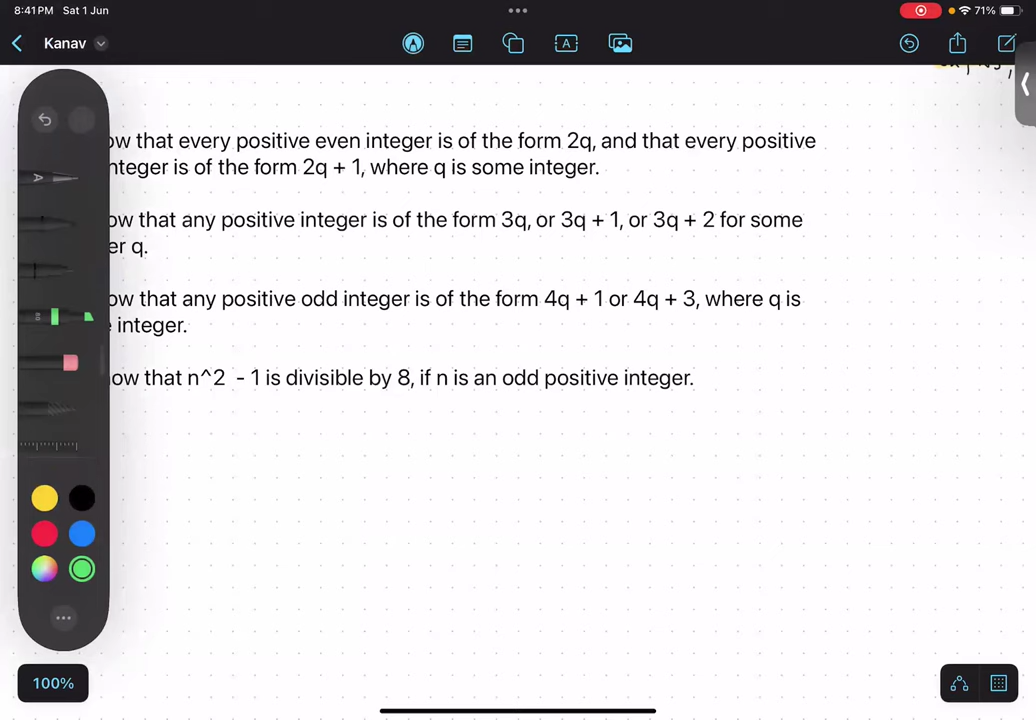 8:41 PM Sat 1 Jun
71%
Kanav
ow that every positive even integer is of the form 2q, and that every positive
nteger is of the form 2q + 1, where q is some integer.
ow that any positive integer is of the form 3q, or 3q + 1, or 3q + 2 for some
er q.
ow that any positive odd integer is of the form 4q + 1 or 4q + 3, where q is
integer.
ow that n^2 - 1 is divisible by 8, if n is an odd positive integer.
A
80
100%